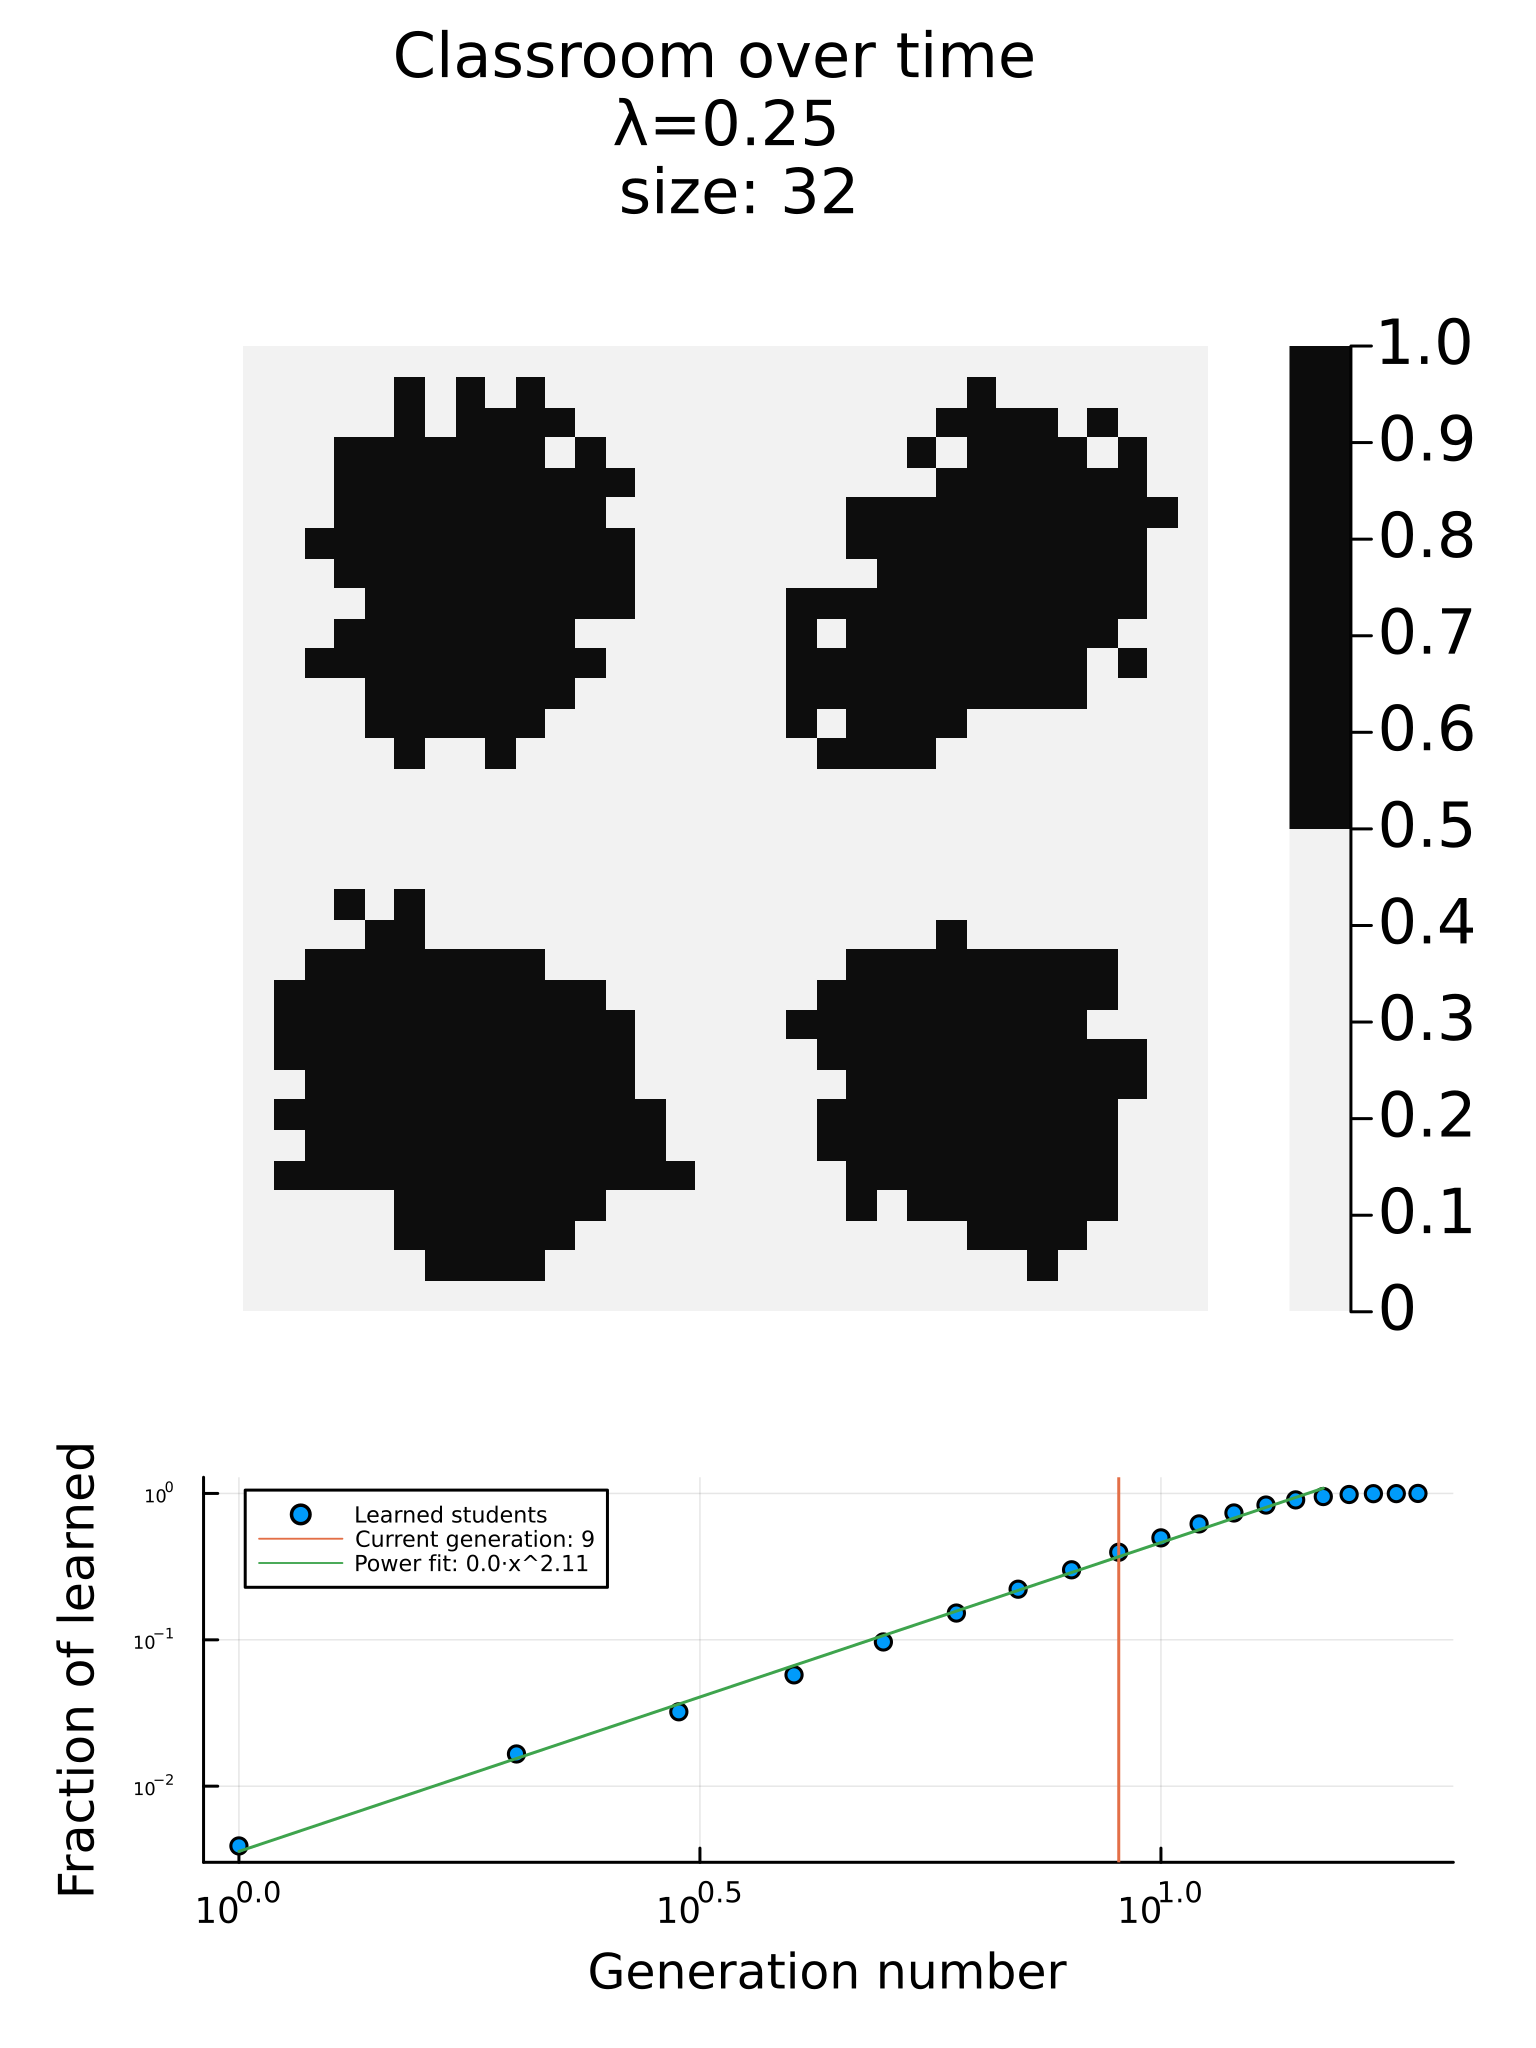 Classroom over time
λ=0.25
size: 32
1.0
0.9
0.8
0.7
0.6
0.5
0.4
0.3
0.2
0.1
0
Fraction of learned
10⁰
10⁻¹
10⁻²
Learned students
Current generation: 9
Power fit: 0.0·x^2.11
10^0.0
10^0.5
10^1.0
Generation number